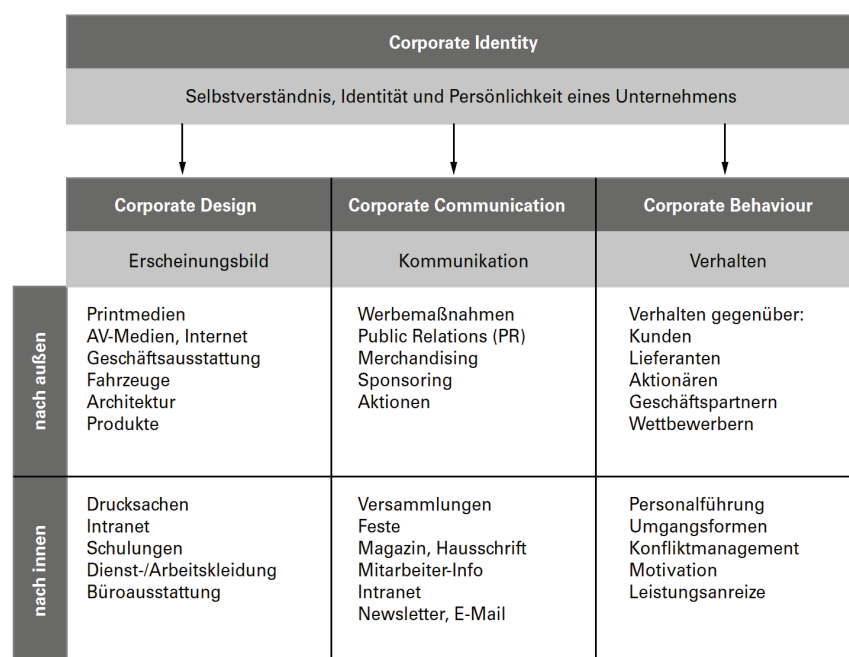 Corporate Identity
Selbstverständnis, Identität und Persönlichkeit eines Unternehmens
Corporate Design
Corporate Communication
Corporate Behaviour
Erscheinungsbild
Kommunikation
Verhalten
nach außen
Printmedien
AV-Medien, Internet
Geschäftsausstattung
Fahrzeuge
Architektur
Produkte
Werbemaßnahmen
Public Relations (PR)
Merchandising
Sponsoring
Aktionen
Verhalten gegenüber:
Kunden
Lieferanten
Aktionären
Geschäftspartnern
Wettbewerbern
nach innen
Drucksachen
Intranet
Schulungen
Dienst-/Arbeitskleidung
Büroausstattung
Versammlungen
Feste
Magazin, Hausschrift
Mitarbeiter-Info
Intranet
Newsletter, E-Mail
Personalführung
Umgangsformen
Konfliktmanagement
Motivation
Leistungsanreize